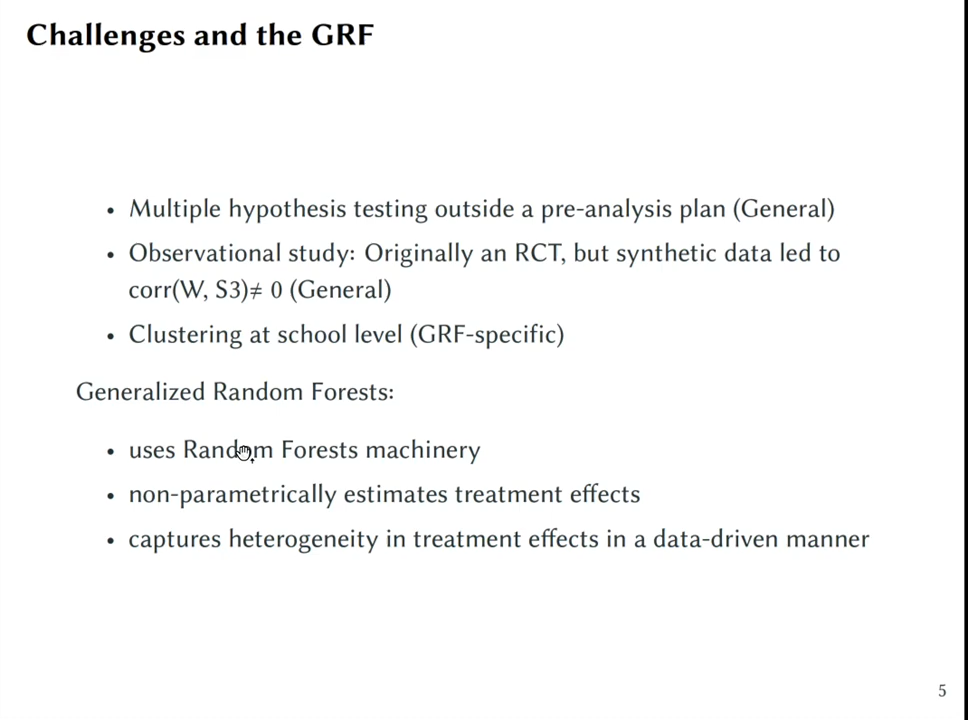 Challenges and the GRF
• Multiple hypothesis testing outside a pre-analysis plan (General)
• Observational study: Originally an RCT, but synthetic data led to
corr(W, S3)≠ 0 (General)
• Clustering at school level (GRF-specific)
Generalized Random Forests:
• uses Random Forests machinery
• non-parametrically estimates treatment effects
• captures heterogeneity in treatment effects in a data-driven manner
5